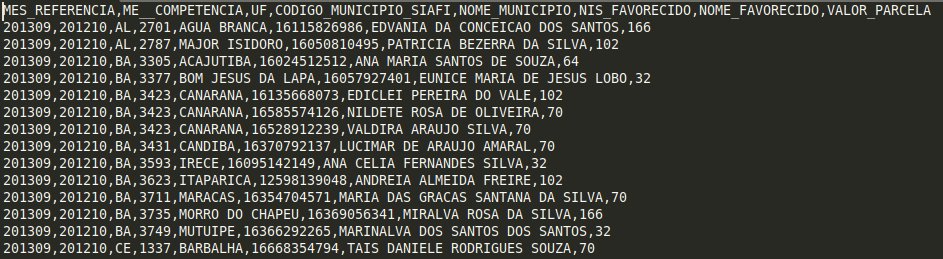 MES_REFERENCIA,ME__COMPETENCIA,UF,CODIGO_MUNICIPIO_SIAFI,NOME_MUNICIPIO,NIS_FAVORECIDO,NOME_FAVORECIDO,VALOR_PARCELA
201309,201210,AL,2701,AGUA BRANCA,16115826986,EDVANIA DA CONCEICAO DOS SANTOS,166
201309,201210,AL,2787,MAJOR ISIDORO,16050810495,PATRICIA BEZERRA DA SILVA,102
201309,201210,BA,3305,ACAJUTIBA,16024512512,ANA MARIA SANTOS DE SOUZA,64
201309,201210,BA,3377,BOM JESUS DA LAPA,16057927401,EUNICE MARIA DE JESUS LOBO,32
201309,201210,BA,3423,CANARANA,16135668073,EDICLEI PEREIRA DO VALE,102
201309,201210,BA,3423,CANARANA,16585574126,NILDETE ROSA DE OLIVEIRA,70
201309,201210,BA,3423,CANARANA,16528912239,VALDIRA ARAUJO SILVA,70
201309,201210,BA,3431,CANDIBA,16370792137,LUCIMAR DE ARAUJO AMARAL,70
201309,201210,BA,3593,IRECE,16095142149,ANA CELIA FERNANDES SILVA,32
201309,201210,BA,3623,ITAPARICA,12598139048,ANDREIA ALMEIDA FREIRE,102
201309,201210,BA,3711,MARACAS,16354704571,MARIA DAS GRACAS SANTANA DA SILVA,70
201309,201210,BA,3735,MORRO DO CHAPEU,16369056341,MIRALVA ROSA DA SILVA,166
201309,201210,BA,3749,MUTUIPE,16366292265,MARINALVA DOS SANTOS DOS SANTOS,32
201309,201210,CE,1337,BARBALHA,16668354794,TAIS DANIELE RODRIGUES SOUZA,70